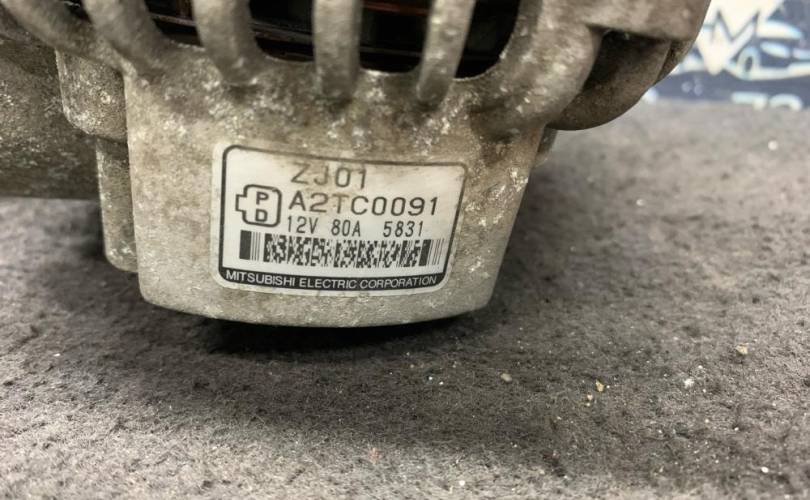 ZJ01
P D A2TC0091
12V 80A 5831
MITSUBISHI ELECTRIC CORPORATION